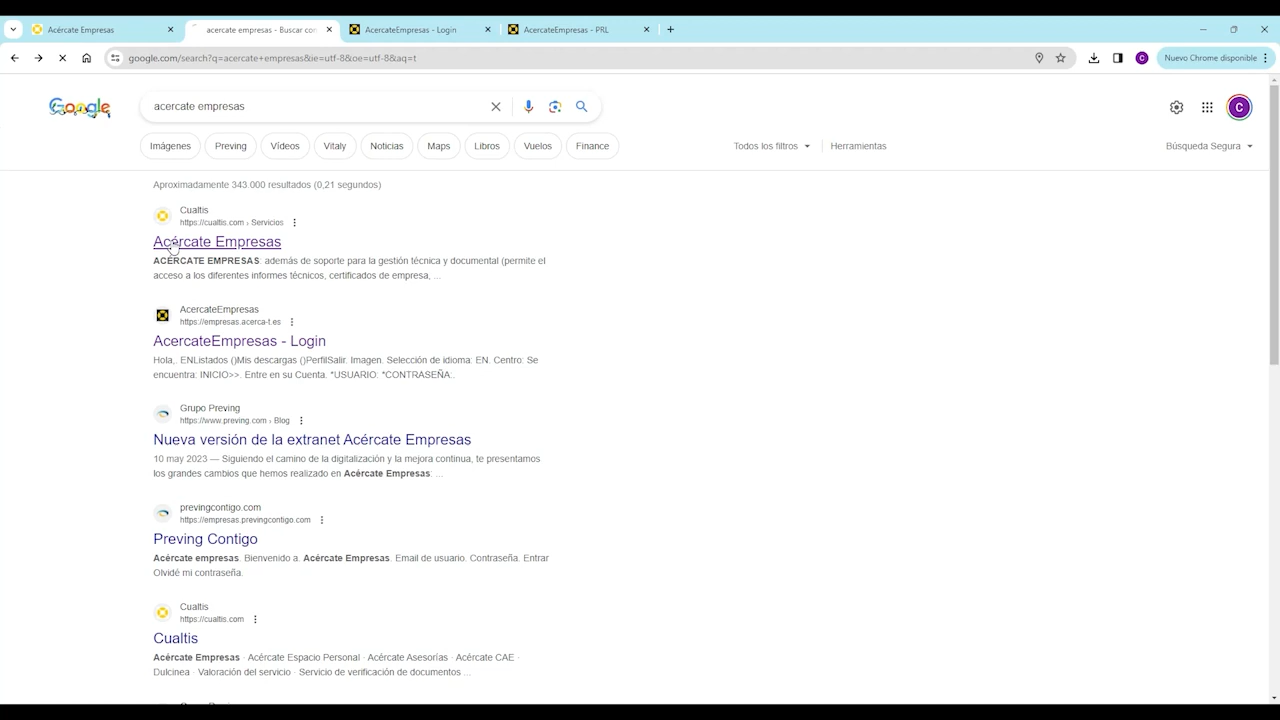 Acércate Empresas
acercate empresas - Buscar con
AcercateEmpresas - Login
AcercateEmpresas - PRL
google.com/search?q=acercate+empresas&ie=utf-8&oe=utf-8&aq=t
C
Nuevo Chrome disponible
Google
acercate empresas
C
Imágenes
Preving
Vídeos
Vitaly
Noticias
Maps
Libros
Vuelos
Finance
Todos los filtros
Herramientas
Búsqueda Segura
Aproximadamente 343.000 resultados (0,21 segundos)
Cualtis
https://cualtis.com › Servicios
Acércate Empresas
ACÉRCATE EMPRESAS: además de soporte para la gestión técnica y documental (permite el
acceso a los diferentes informes técnicos, certificados de empresa, ...
AcercateEmpresas
https://empresas.acerca-t.es
AcercateEmpresas - Login
Hola,. ENListados ()Mis descargas ()PerfilSalir. Imagen. Selección de idioma: EN. Centro: Se
encuentra: INICIO>>. Entre en su Cuenta. *USUARIO: *CONTRASEÑA:.
Grupo Preving
https://www.preving.com › Blog
Nueva versión de la extranet Acércate Empresas
10 may 2023 — Siguiendo el camino de la digitalización y la mejora continua, te presentamos
los grandes cambios que hemos realizado en Acércate Empresas: ...
previngcontigo.com
https://empresas.previngcontigo.com
Preving Contigo
Acércate empresas. Bienvenido a. Acércate Empresas. Email de usuario. Contraseña. Entrar
Olvidé mi contraseña.
Cualtis
https://cualtis.com
Cualtis
Acércate Empresas · Acércate Espacio Personal · Acércate Asesorías · Acércate CAE ·
Dulcinea · Valoración del servicio · Servicio de verificación de documentos ...